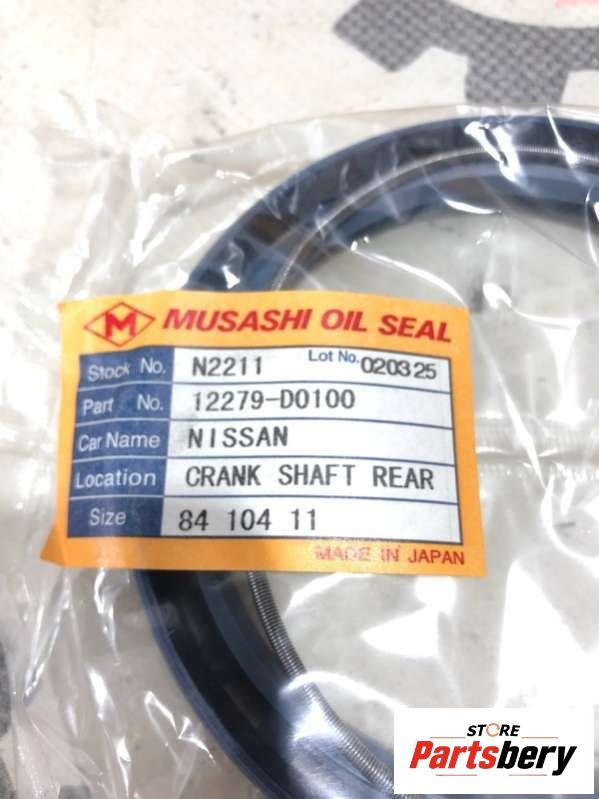 M MUSASHI OIL SEAL
Stock No. N2211 Lot No. 020325
Part No. 12279-D0100
Car Name NISSAN
Location CRANK SHAFT REAR
Size 84 104 11
MADE IN JAPAN
STORE
Partsbery